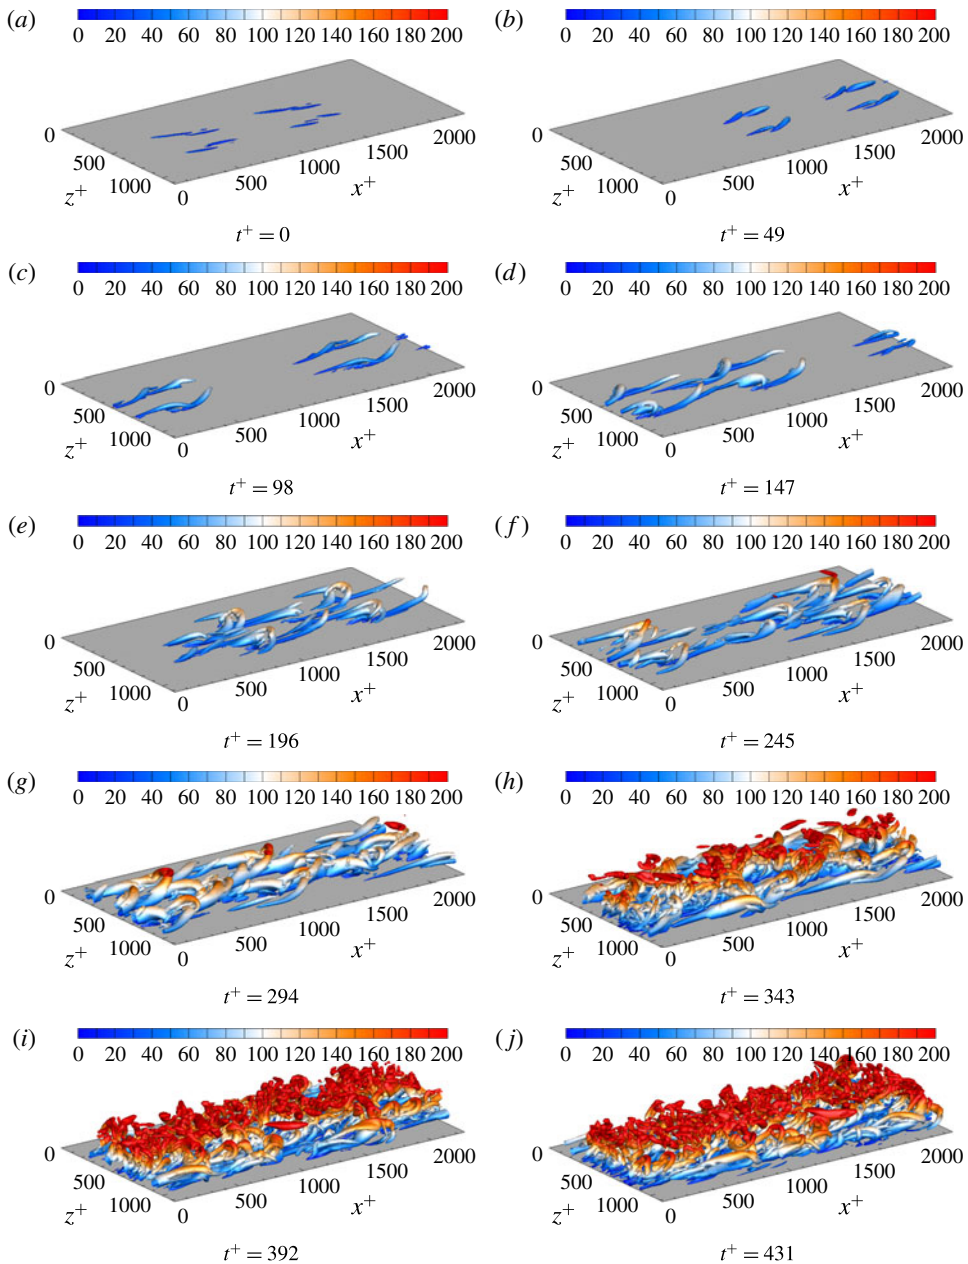 (a) 0 20 40 60 80 100 120 140 160 180 200
(b) 0 20 40 60 80 100 120 140 160 180 200
0 500 1000 z+ 0 500 1000 1500 2000 x+
0 500 1000 z+ 0 500 1000 1500 2000 x+
t+ = 0
t+ = 49
(c) 0 20 40 60 80 100 120 140 160 180 200
(d) 0 20 40 60 80 100 120 140 160 180 200
0 500 1000 z+ 0 500 1000 1500 2000 x+
0 500 1000 z+ 0 500 1000 1500 2000 x+
t+ = 98
t+ = 147
(e) 0 20 40 60 80 100 120 140 160 180 200
(f) 0 20 40 60 80 100 120 140 160 180 200
0 500 1000 z+ 0 500 1000 1500 2000 x+
0 500 1000 z+ 0 500 1000 1500 2000 x+
t+ = 196
t+ = 245
(g) 0 20 40 60 80 100 120 140 160 180 200
(h) 0 20 40 60 80 100 120 140 160 180 200
0 500 1000 z+ 0 500 1000 1500 2000 x+
0 500 1000 z+ 0 500 1000 1500 2000 x+
t+ = 294
t+ = 343
(i) 0 20 40 60 80 100 120 140 160 180 200
(j) 0 20 40 60 80 100 120 140 160 180 200
0 500 1000 z+ 0 500 1000 1500 2000 x+
0 500 1000 z+ 0 500 1000 1500 2000 x+
t+ = 392
t+ = 431